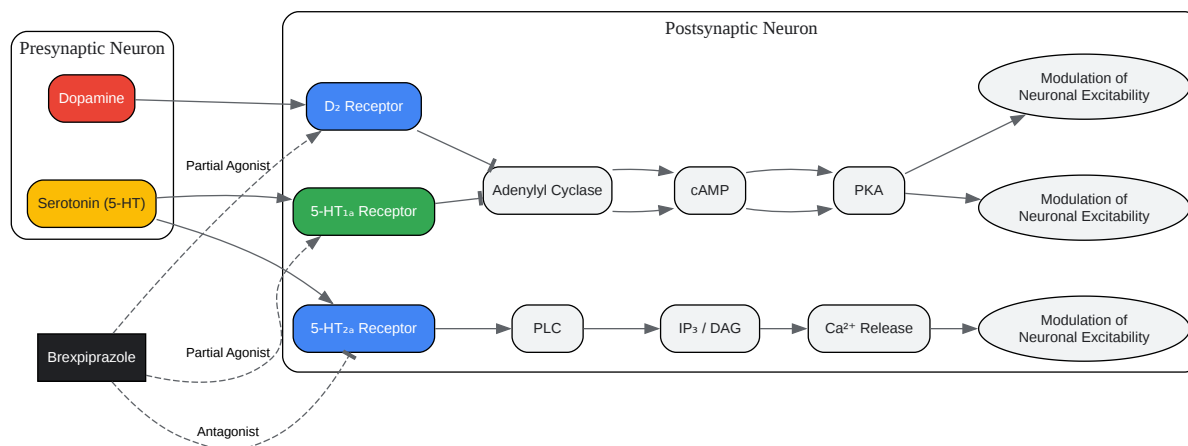 Presynaptic Neuron
Postsynaptic Neuron
Dopamine
D₂ Receptor
Modulation of
Neuronal Excitability
Partial Agonist
Adenylyl Cyclase
cAMP
PKA
Serotonin (5-HT)
5-HT₁ₐ Receptor
Modulation of
Neuronal Excitability
5-HT₂ₐ Receptor
PLC
IP₃ / DAG
Ca²⁺ Release
Modulation of
Neuronal Excitability
Brexpiprazole
Partial Agonist
Antagonist